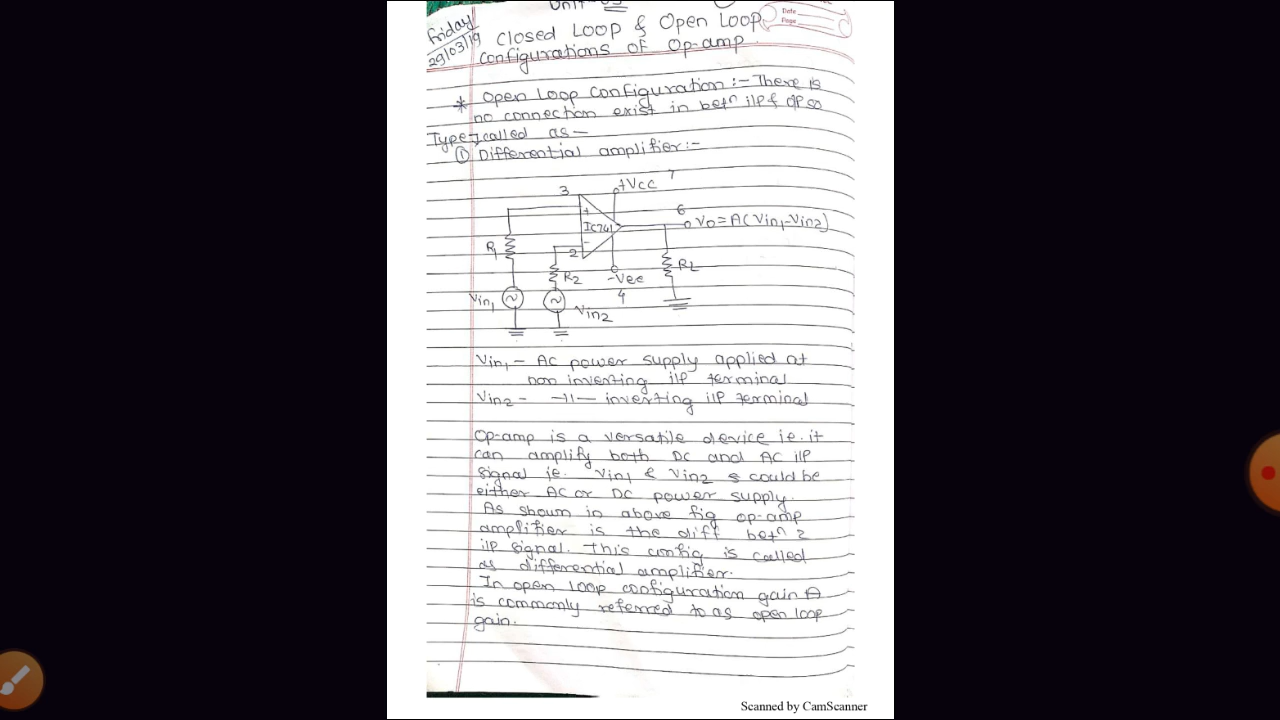 Unit-03
Friday
29/03/19
Date
Page
Closed Loop & Open Loop
configurations of Op-amp
* Open Loop Configuration :- There is
no connection exist in betn i/p & o/p so
Type called as —
① Differential amplifier:-
3
+Vcc
7
+
IC741
-
2
6
Vo = A(Vin1-Vin2)
R1
R2
RL
-Vee
4
Vin1
Vin2
Vin1 — AC power supply applied at
non inverting i/p terminal
Vin2 - —11— inverting i/p terminal
Op-amp is a versatile device ie. it
can amplify both DC and AC i/p
signal ie. Vin1 & Vin2 s could be
either AC or DC power supply.
As shown in above fig op-amp
amplifier is the diff betn 2
i/p signal. This config is called
as differential amplifier.
In open loop configuration gain A
is commonly referred to as open loop
gain.
Scanned by CamScanner